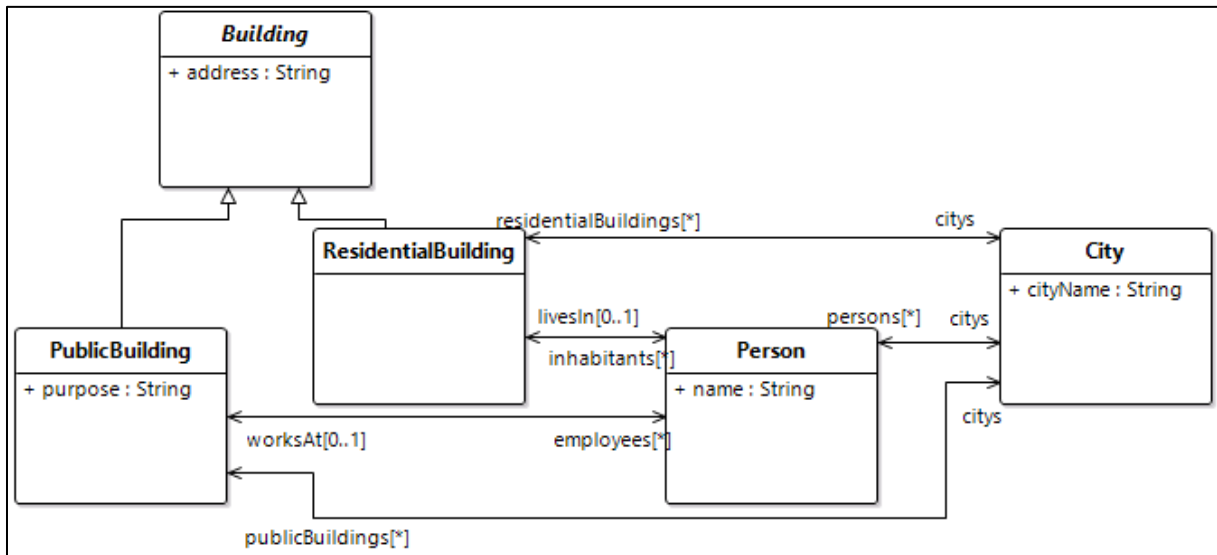 Building
+ address : String
residentialBuildings[*]
citys
ResidentialBuilding
City
+ cityName : String
livesIn[0..1]
persons[*]
citys
inhabitants[*]
PublicBuilding
+ purpose : String
Person
+ name : String
citys
worksAt[0..1]
employees[*]
publicBuildings[*]